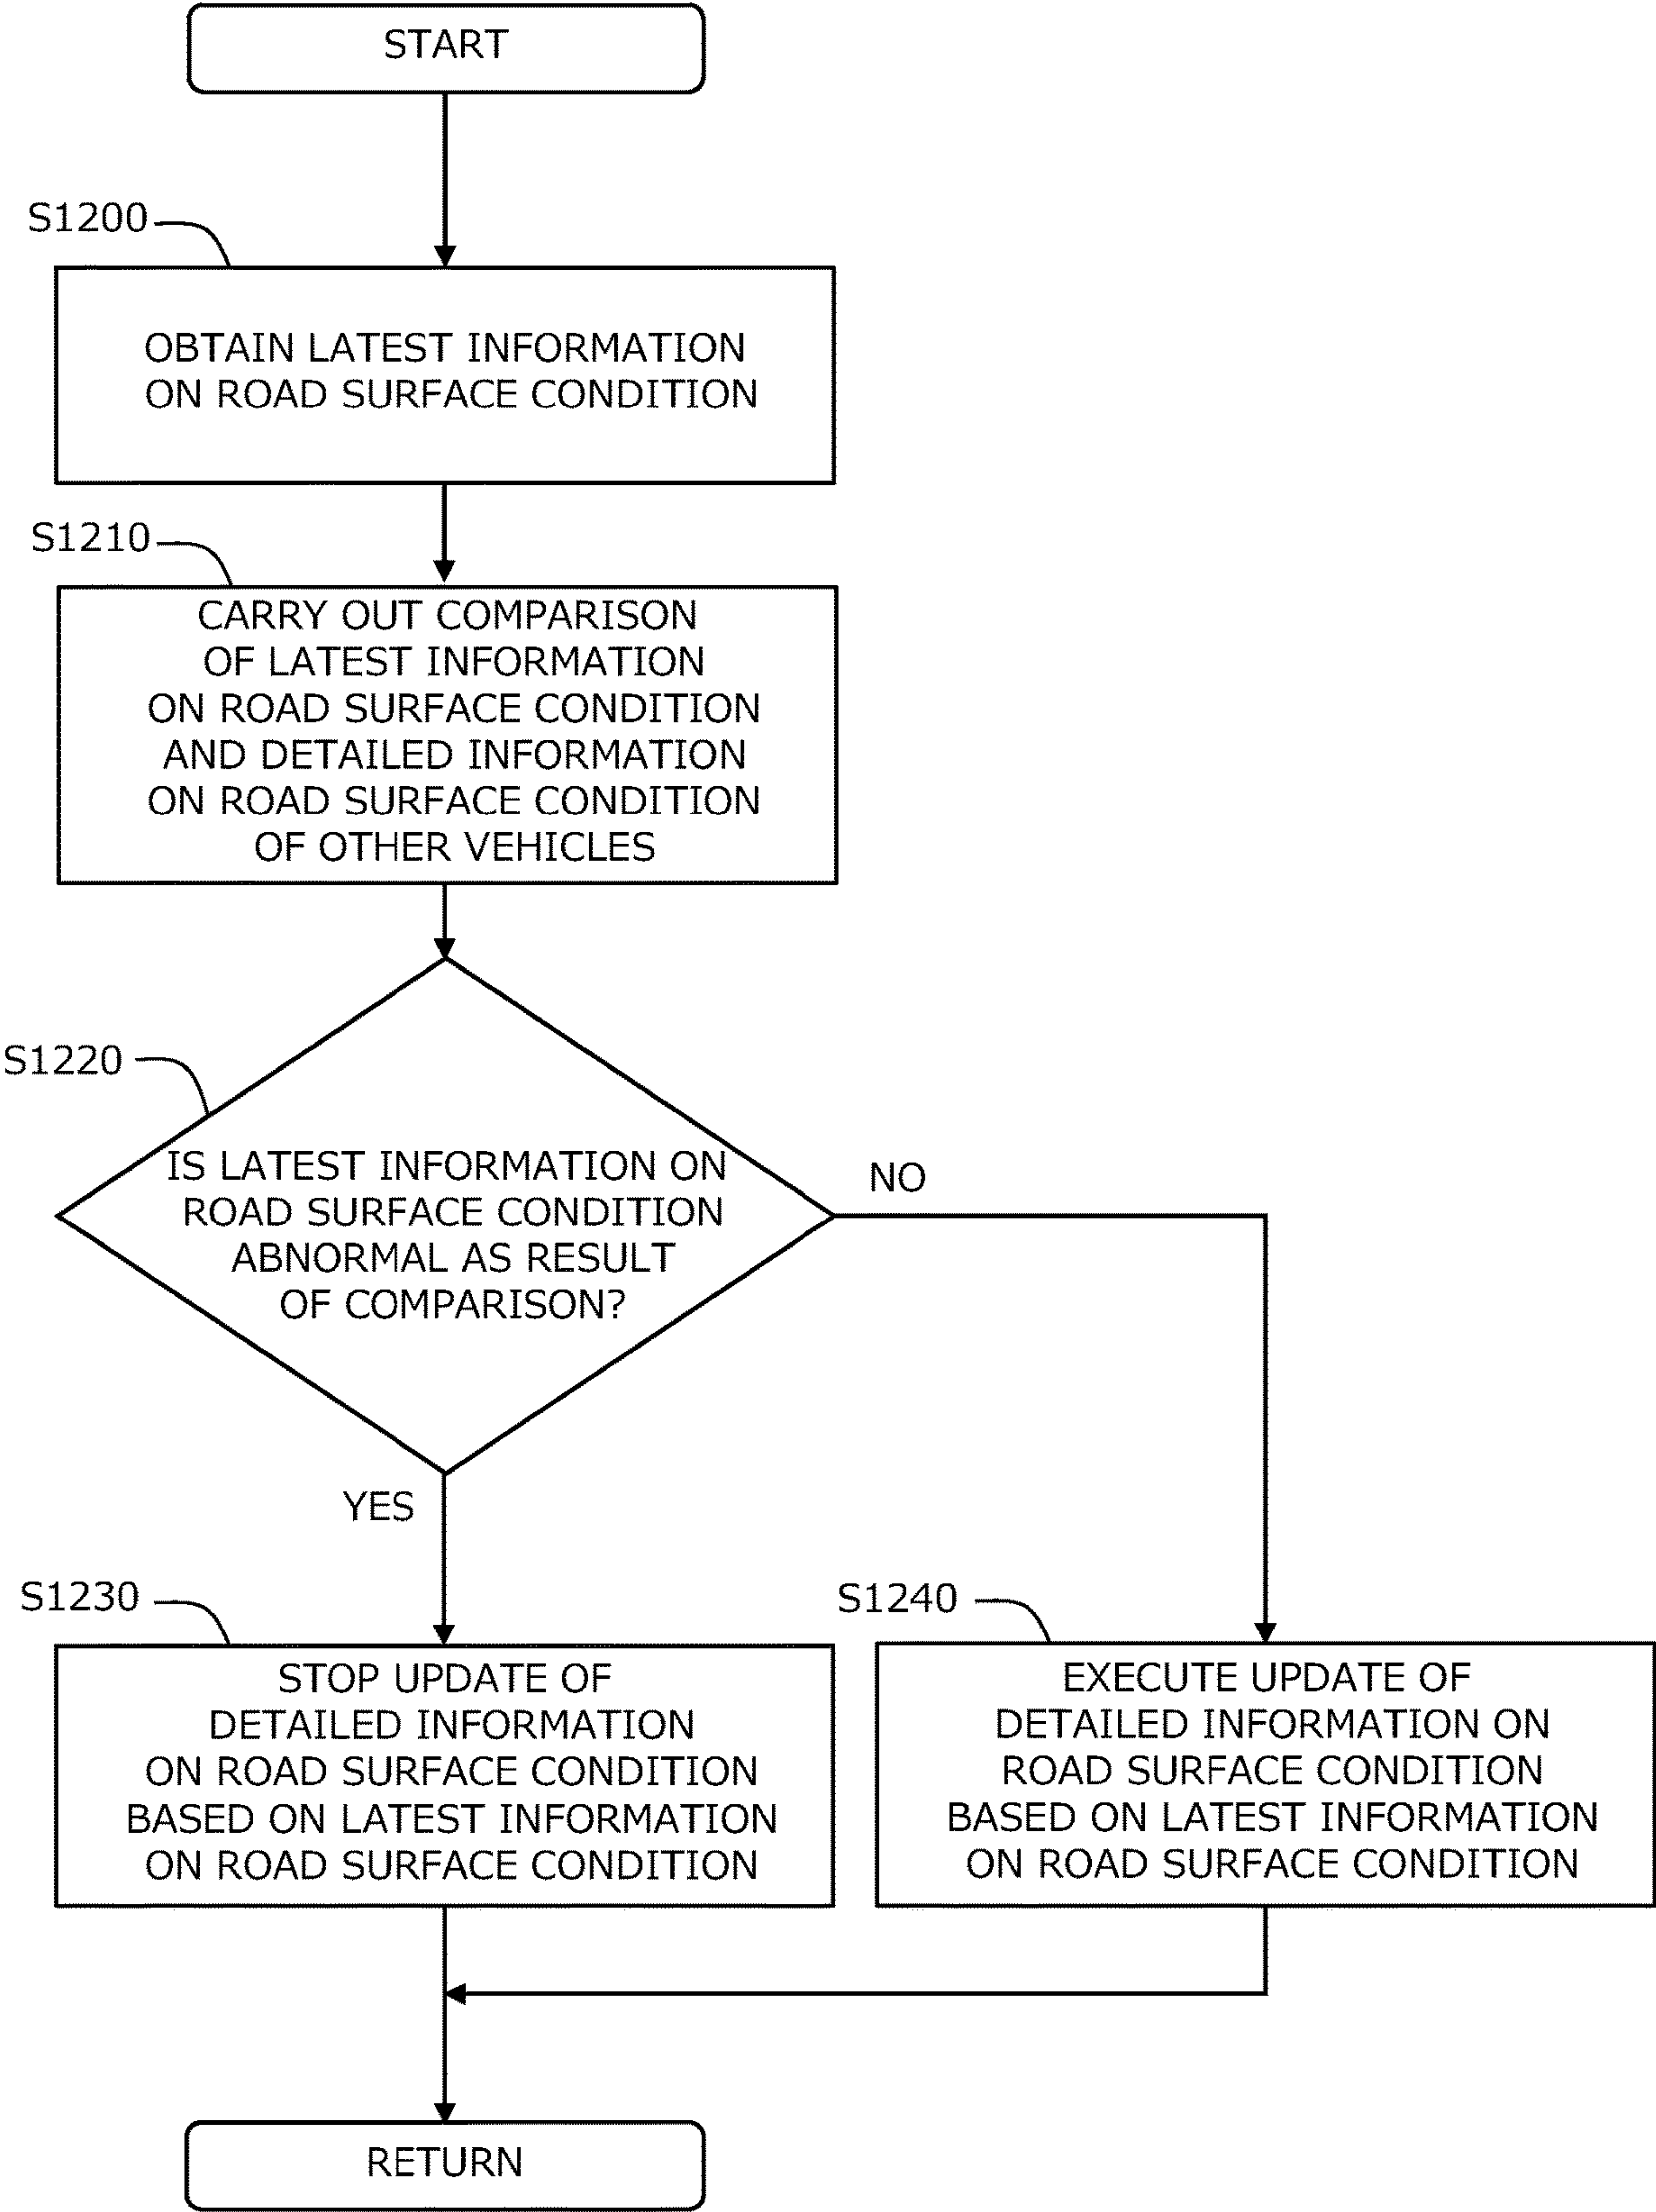 START
S1200
OBTAIN LATEST INFORMATION
ON ROAD SURFACE CONDITION
S1210
CARRY OUT COMPARISON
OF LATEST INFORMATION
ON ROAD SURFACE CONDITION
AND DETAILED INFORMATION
ON ROAD SURFACE CONDITION
OF OTHER VEHICLES
S1220
IS LATEST INFORMATION ON
ROAD SURFACE CONDITION
ABNORMAL AS RESULT
OF COMPARISON?
NO
YES
S1230
STOP UPDATE OF
DETAILED INFORMATION
ON ROAD SURFACE CONDITION
BASED ON LATEST INFORMATION
ON ROAD SURFACE CONDITION
S1240
EXECUTE UPDATE OF
DETAILED INFORMATION ON
ROAD SURFACE CONDITION
BASED ON LATEST INFORMATION
ON ROAD SURFACE CONDITION
RETURN